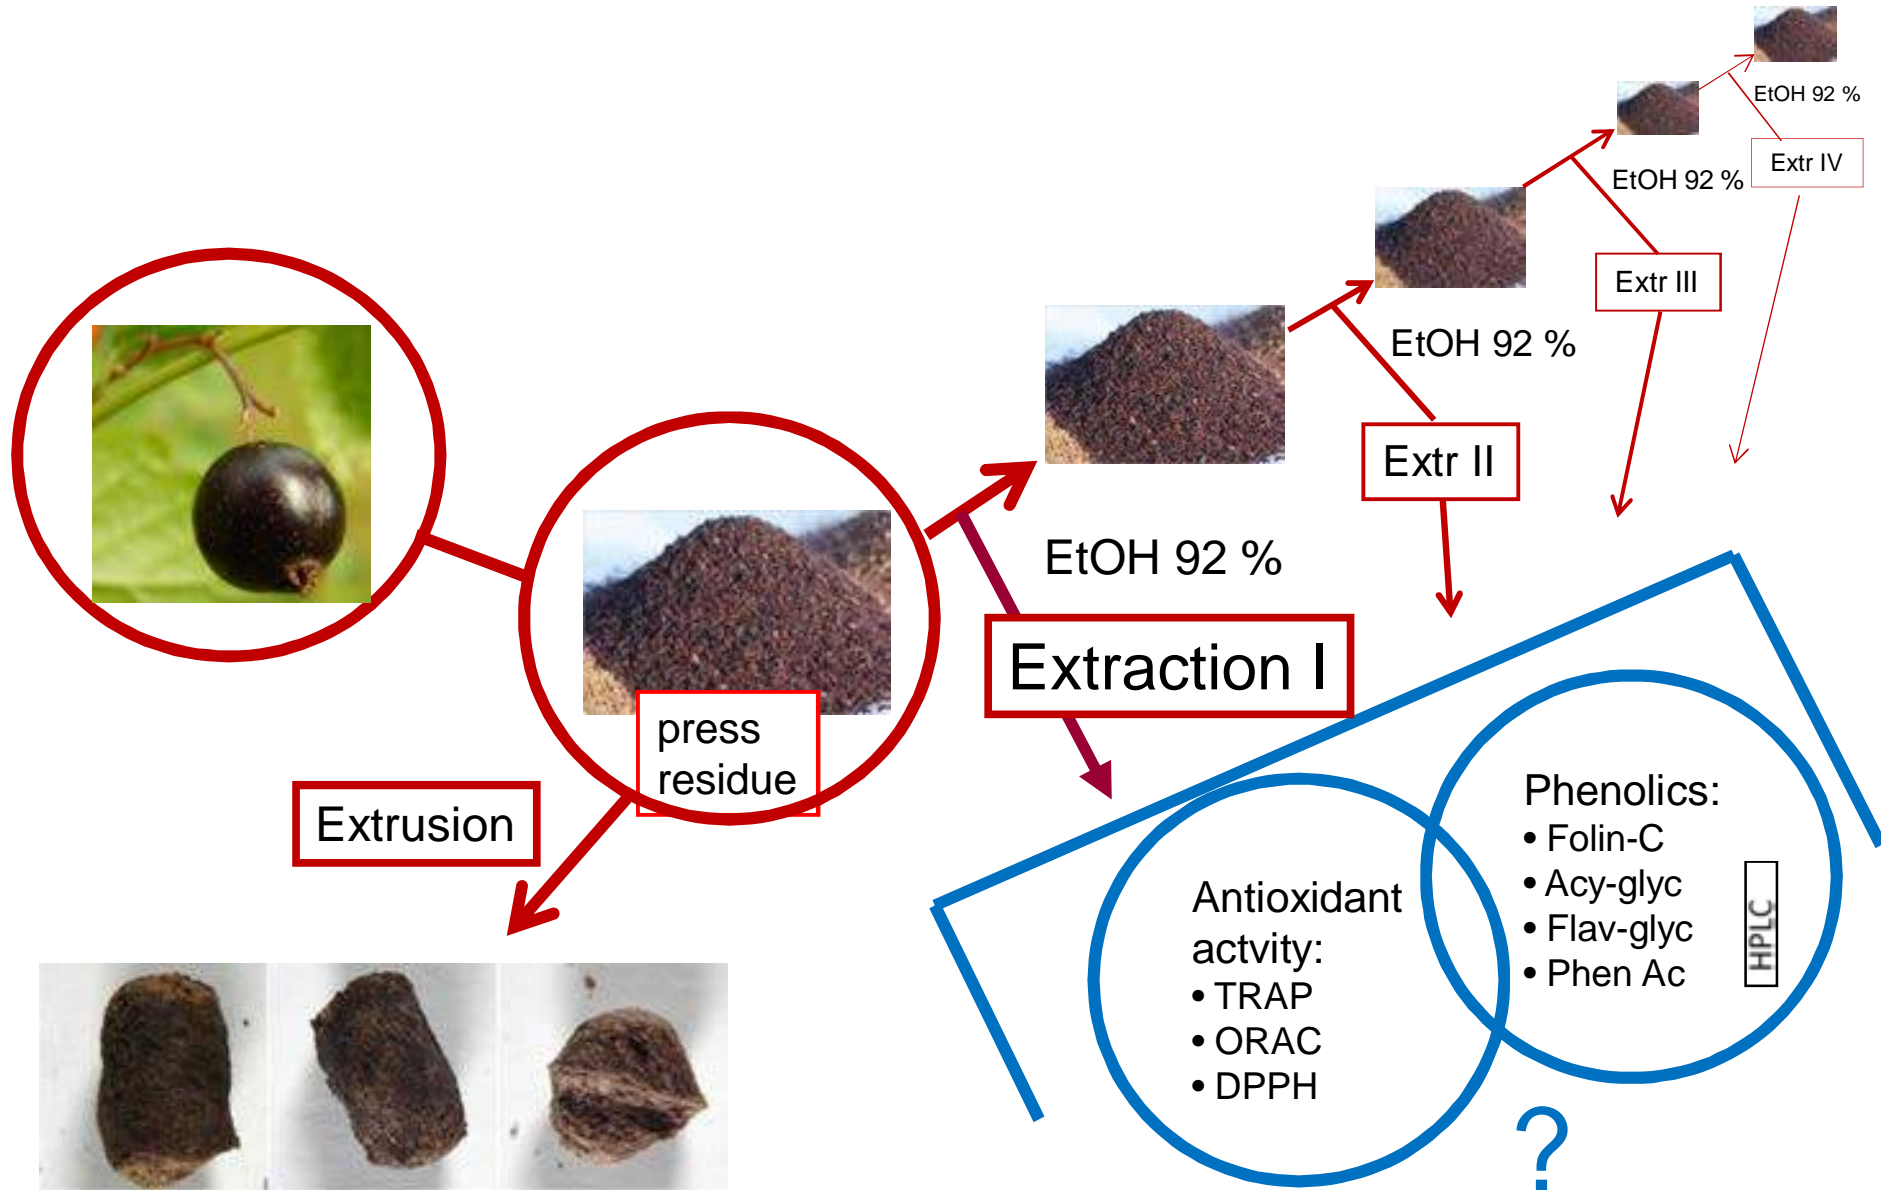 EtOH 92 %
Extr IV
EtOH 92 %
Extr III
EtOH 92 %
Extr II
EtOH 92 %
Extraction I
press
residue
Extrusion
Phenolics:
• Folin-C
• Acy-glyc
• Flav-glyc
• Phen Ac
HPLC
Antioxidant
actvity:
• TRAP
• ORAC
• DPPH
?